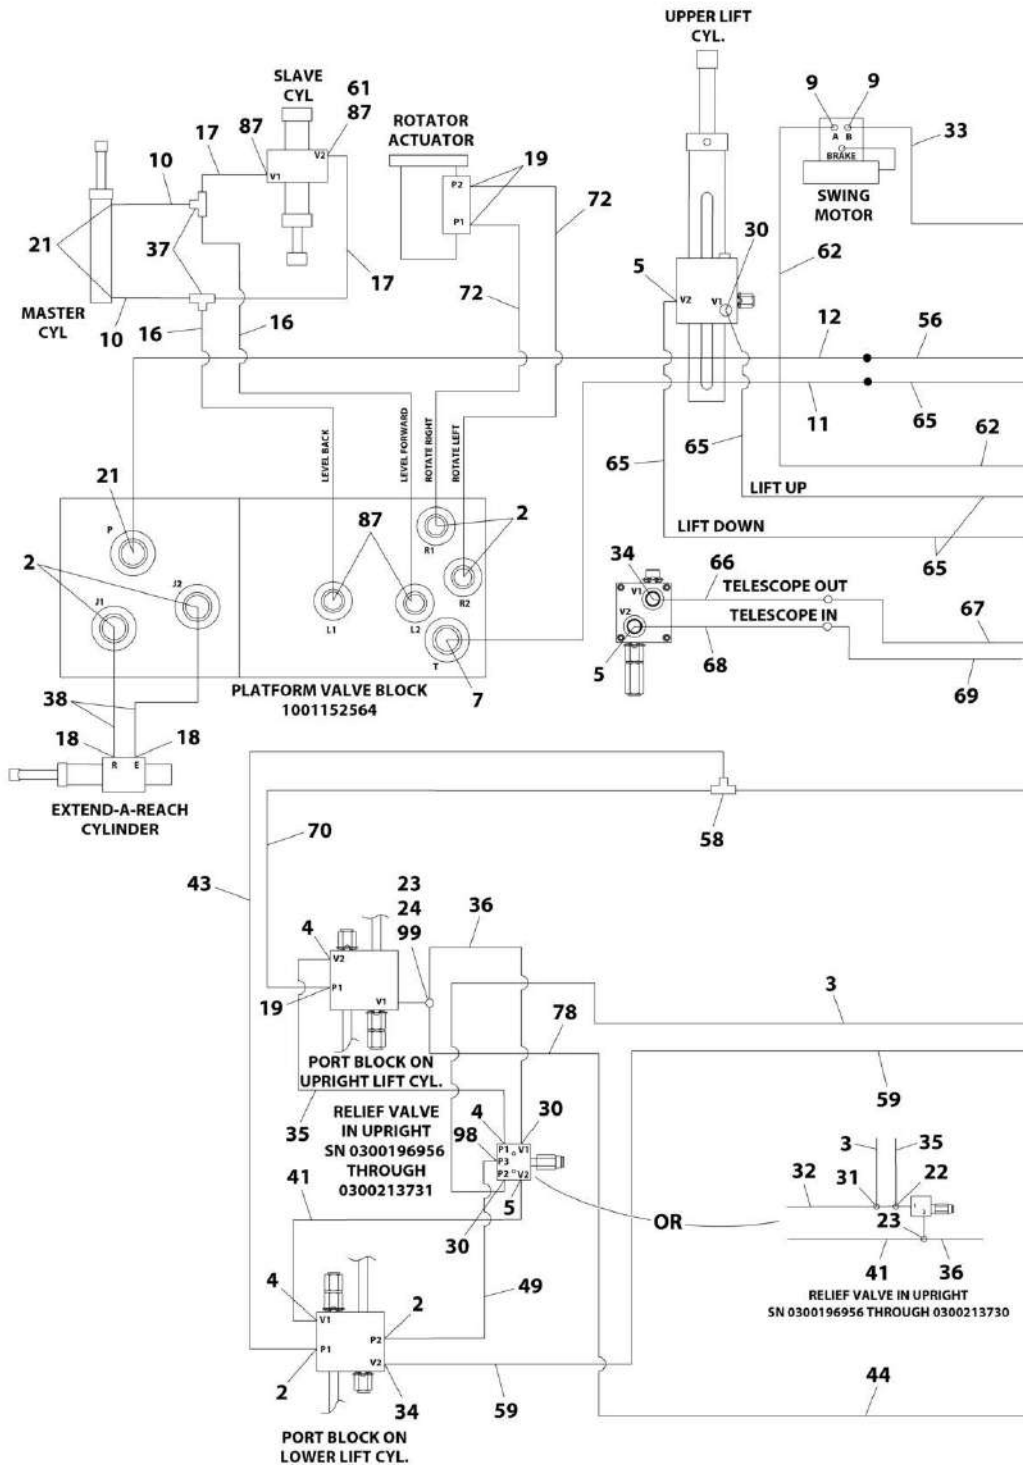 UPPER LIFT
CYL.
SLAVE
CYL
61
87
87
17
ROTATOR
ACTUATOR
9
9
33
10
V2
V1
A B
BRAKE
SWING
MOTOR
19
P2
P1
72
21
37
17
30
62
5
V2
V1
MASTER
CYL
10
16
16
72
12
56
11
65
LEVEL BACK
LEVEL FORWARD
ROTATE RIGHT
ROTATE LEFT
65
65
62
21
LIFT UP
P
87
2
LIFT DOWN
R1
2
J2
34
66
TELESCOPE OUT
65
J1
R2
V1
L1
L2
V2
TELESCOPE IN
67
T
5
68
69
38
PLATFORM VALVE BLOCK
1001152564
7
18
18
R E
EXTEND-A-REACH
CYLINDER
58
70
43
23
24
99
36
4
V2
P1
3
19
V1
78
PORT BLOCK ON
UPRIGHT LIFT CYL.
59
35
RELIEF VALVE
IN UPRIGHT
SN 0300196956
THROUGH
0300213731
4
30
98
P1 V1
P3
P2 V2
3
35
41
5
32
31
22
OR
30
23
4
49
41
36
2
RELIEF VALVE IN UPRIGHT
SN 0300196956 THROUGH 0300213730
V1
P2
P1
V2
2
34
59
44
PORT BLOCK ON
LOWER LIFT CYL.